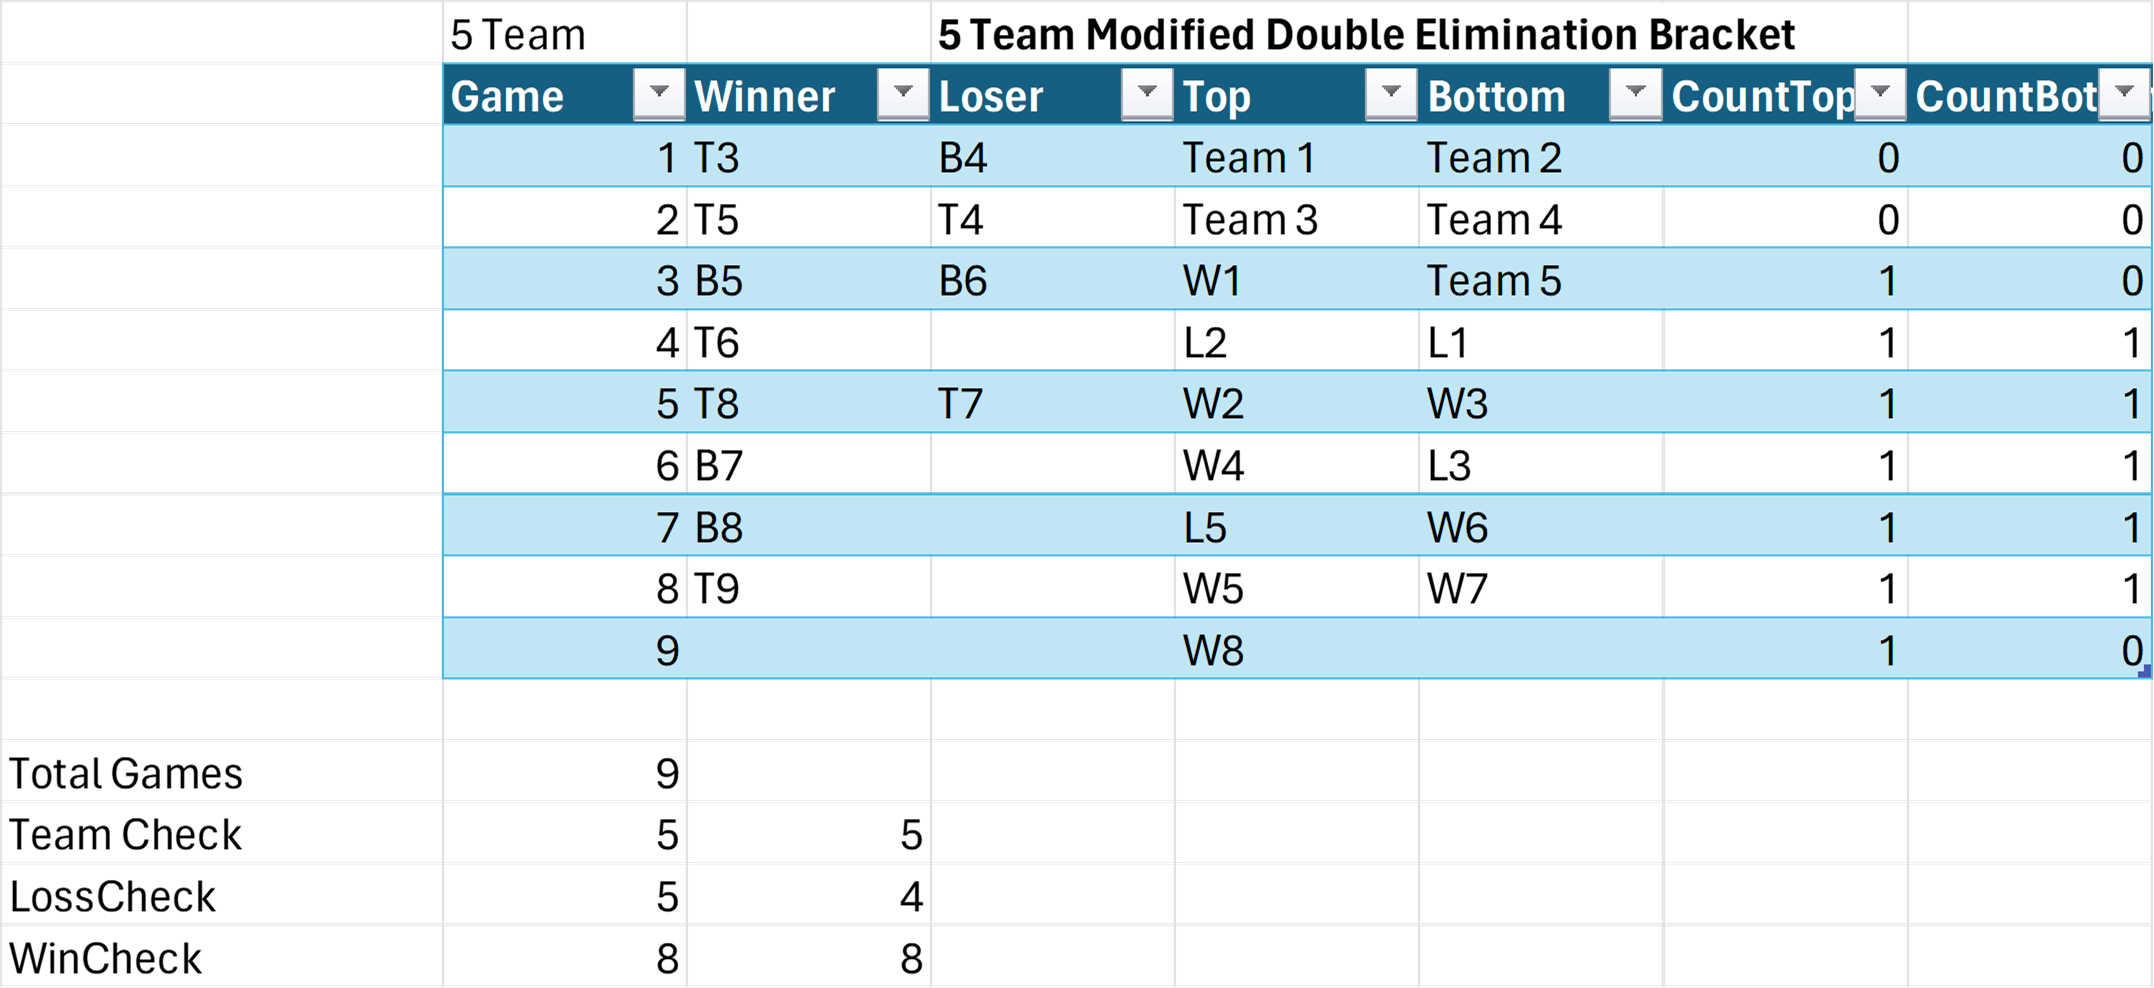 5 Team 5 Team Modified Double Elimination Bracket
Game Winner Loser Top Bottom CountTop CountBot
1 T3 B4 Team 1 Team 2 0 0
2 T5 T4 Team 3 Team 4 0 0
3 B5 B6 W1 Team 5 1 0
4 T6 L2 L1 1 1
5 T8 T7 W2 W3 1 1
6 B7 W4 L3 1 1
7 B8 L5 W6 1 1
8 T9 W5 W7 1 1
9 W8 1 0
Total Games 9
Team Check 5 5
LossCheck 5 4
WinCheck 8 8